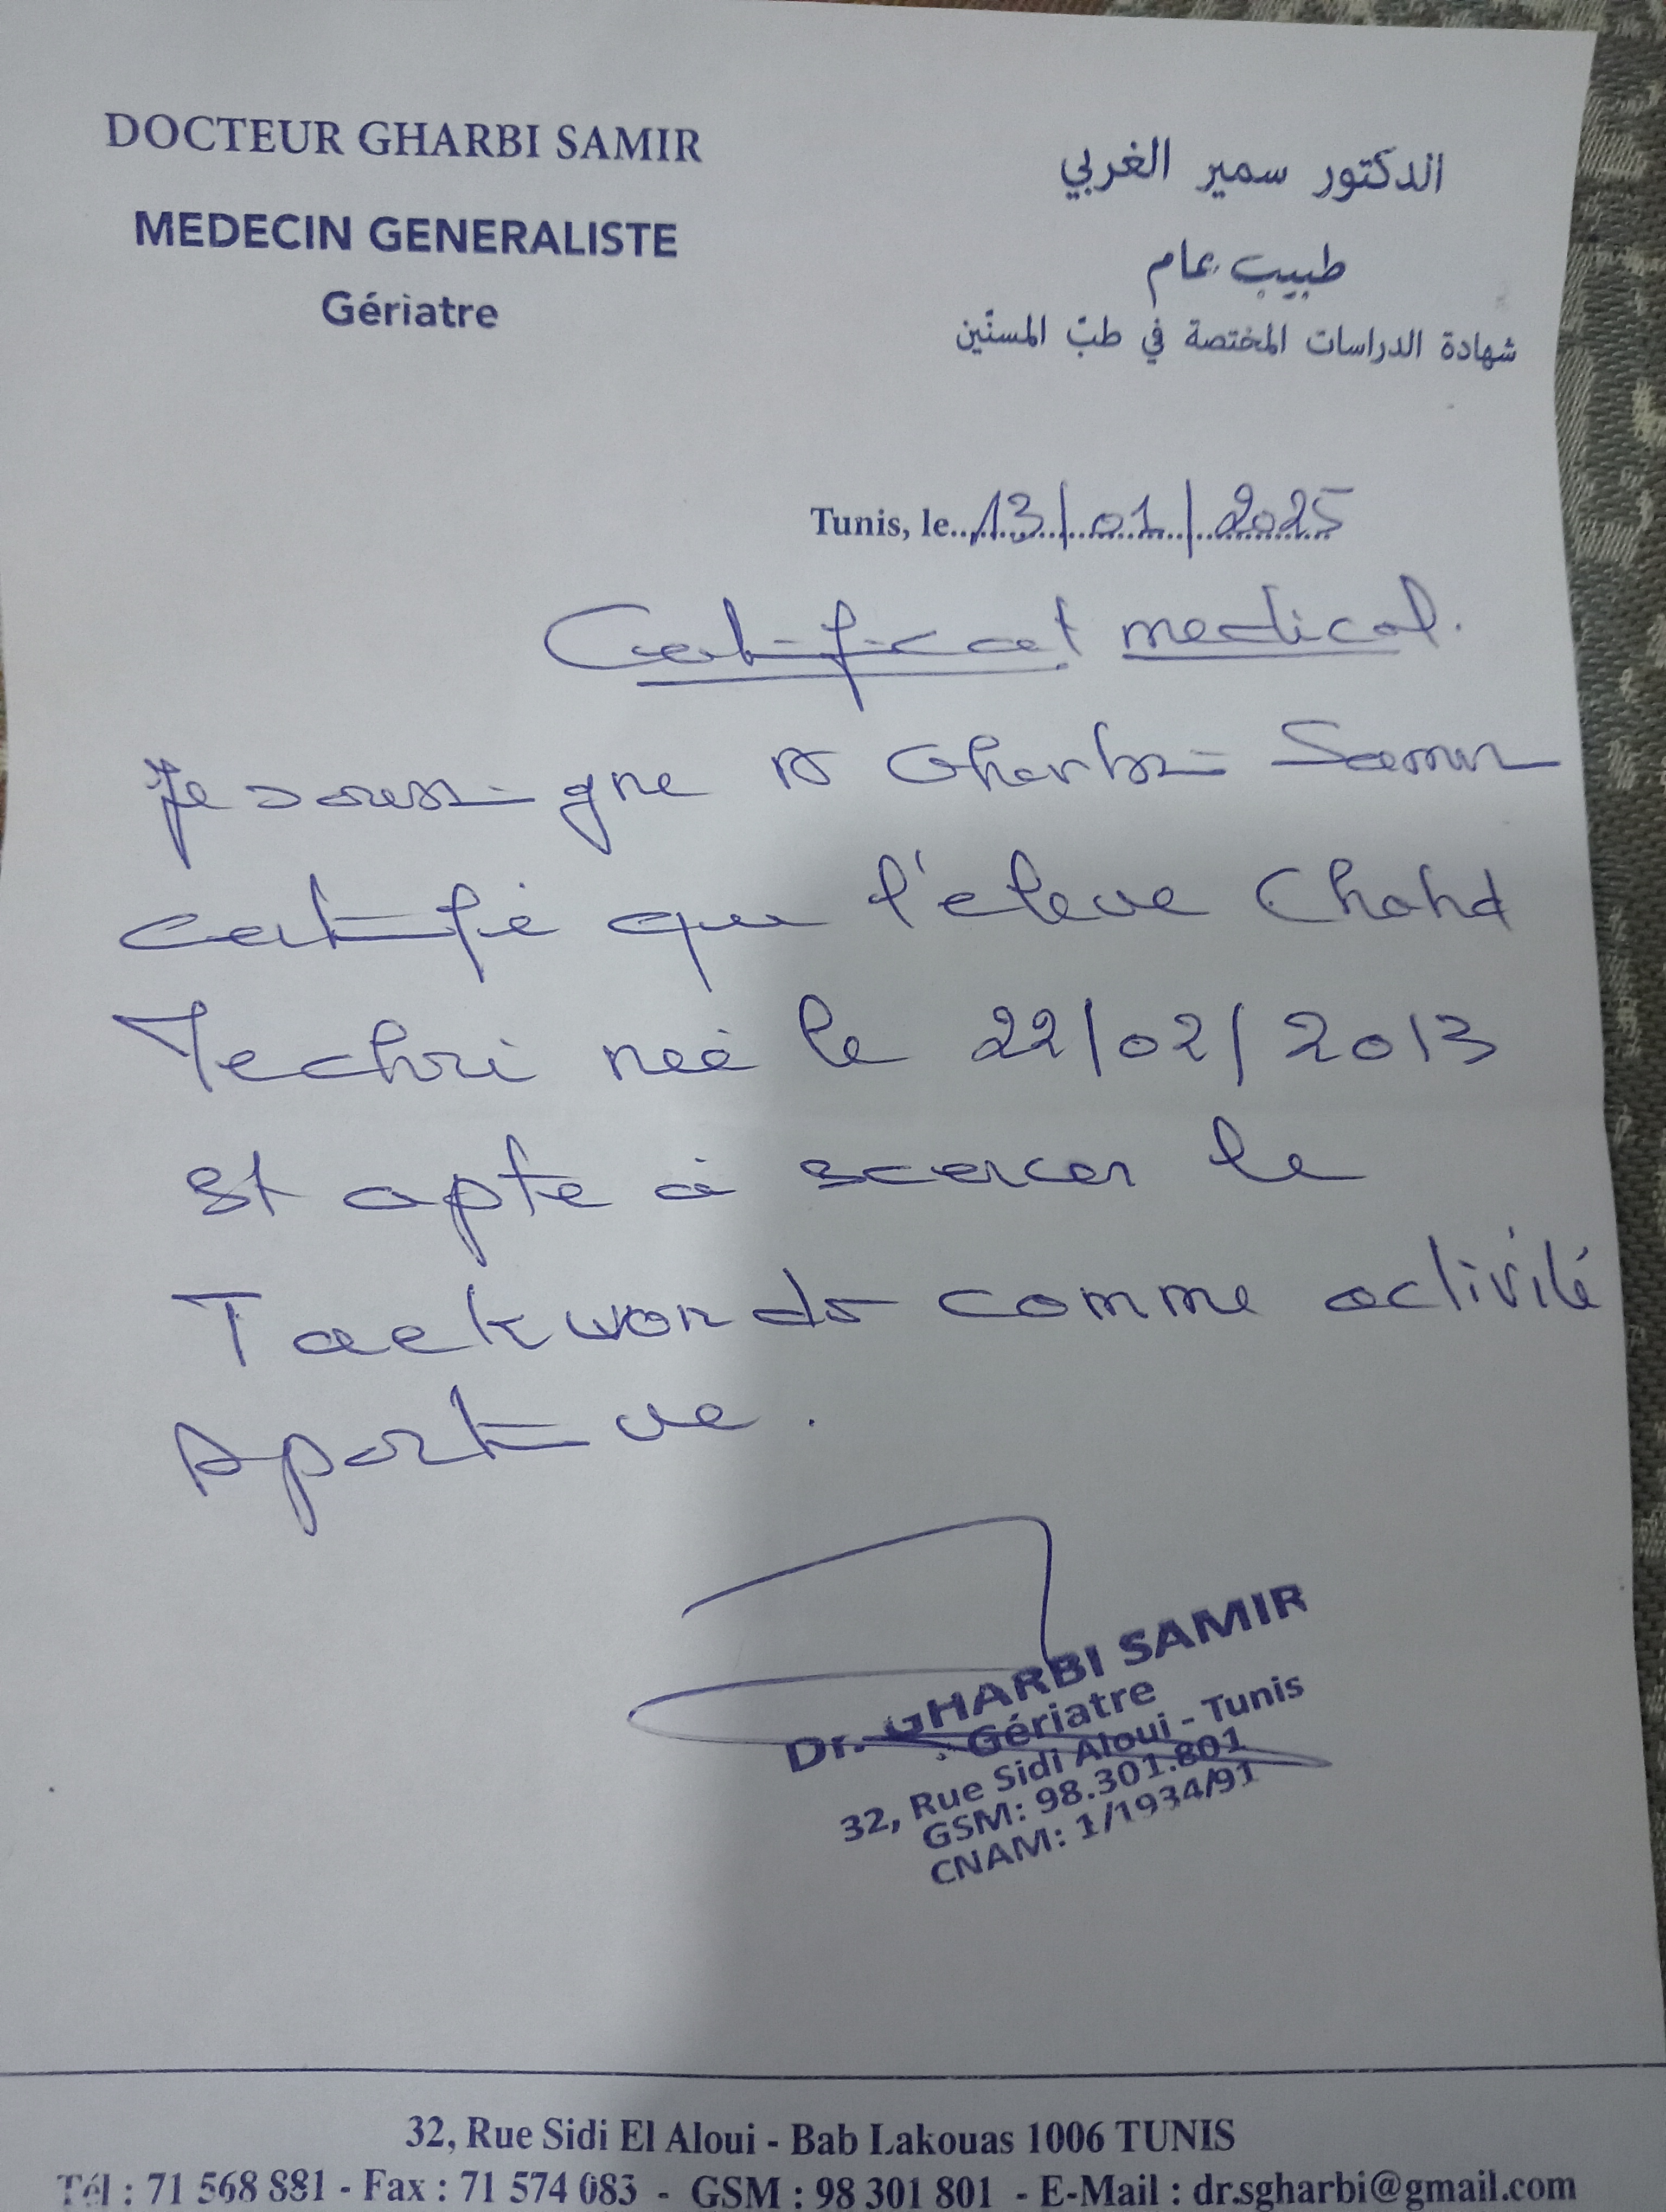 DOCTEUR GHARBI SAMIR
MEDECIN GENERALISTE
Gériatre
الدكتور سمير الغربي
طبيب عام
شهادة الدراسات المختصة في طبّ المسنّين
Tunis, le 13/01/2025
Certificat medical.
Je soussigné Dr Gharbi Samir
certifie que l'eleve Chahd
Techri née le 22/02/2013
est apte à exercer le
Taekwondo comme activité
sportive.
Dr. GHARBI SAMIR
Gériatre
32, Rue Sidi Aloui - Tunis
GSM: 98.301.801
CNAM: 1/1934/91
32, Rue Sidi El Aloui - Bab Lakouas 1006 TUNIS
Tél : 71 568 881 - Fax : 71 574 083 - GSM : 98 301 801 - E-Mail : dr.sgharbi@gmail.com